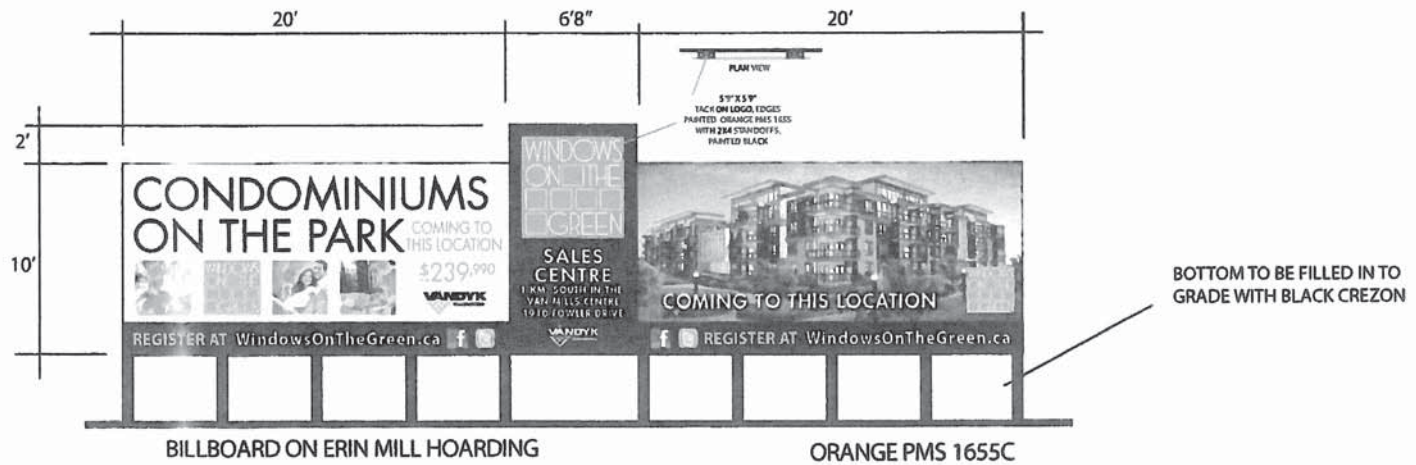 20'
6'8"
20'
PLAN VIEW
5'9" X 5'9"
TACK ON LOGO, EDGES
PAINTED ORANGE PMS 1655
WITH 2X4 STANDOFFS,
PAINTED BLACK
2'
10'
CONDOMINIUMS
ON THE PARK
COMING TO
THIS LOCATION
$239,990
VANDYK
REGISTER AT WindowsOnTheGreen.ca
WINDOWS
ON THE
GREEN
SALES
CENTRE
1 KM. SOUTH IN THE
VAN MILLS CENTRE
1910 FOWLER DRIVE
VANDYK
COMING TO THIS LOCATION
REGISTER AT WindowsOnTheGreen.ca
BOTTOM TO BE FILLED IN TO
GRADE WITH BLACK CREZON
BILLBOARD ON ERIN MILL HOARDING
ORANGE PMS 1655C